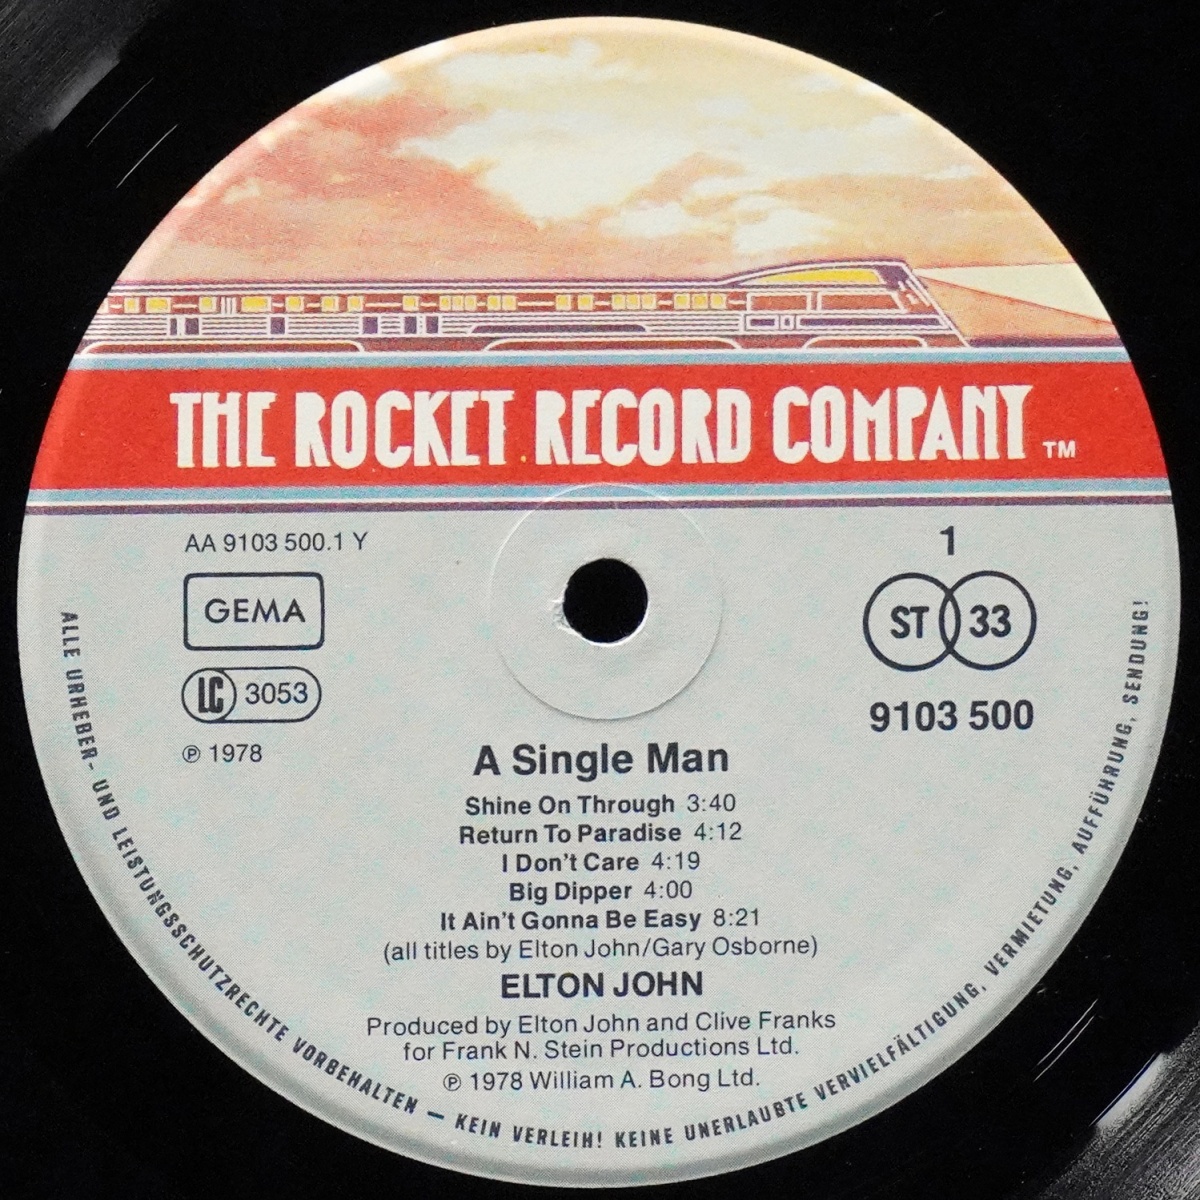 THE ROCKET RECORD COMPANY TM
AA 9103 500.1 Y
GEMA
LC 3053
℗ 1978
1
ST 33
9103 500
A Single Man
Shine On Through 3:40
Return To Paradise 4:12
I Don't Care 4:19
Big Dipper 4:00
It Ain't Gonna Be Easy 8:21
(all titles by Elton John/Gary Osborne)
ELTON JOHN
Produced by Elton John and Clive Franks
for Frank N. Stein Productions Ltd.
℗ 1978 William A. Bong Ltd.
ALLE URHEBER- UND LEISTUNGSSCHUTZRECHTE VORBEHALTEN — KEIN VERLEIH! KEINE UNERLAUBTE VERVIELFÄLTIGUNG, VERMIETUNG, AUFFÜHRUNG, SENDUNG!